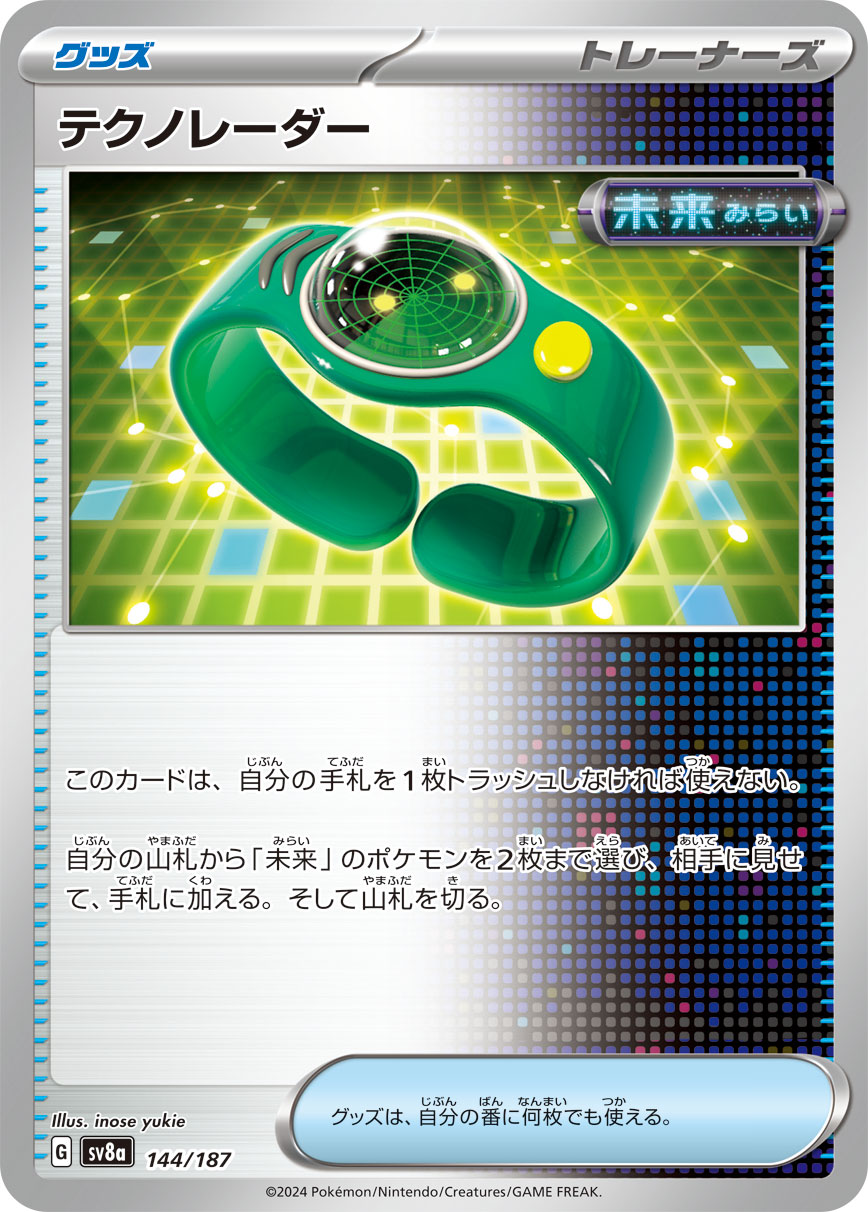 グッズ
トレーナーズ
テクノレーダー
未来 みらい
このカードは、自分の手札を1枚トラッシュしなければ使えない。
自分の山札から「未来」のポケモンを2枚まで選び、相手に見せ
て、手札に加える。そして山札を切る。
グッズは、自分の番に何枚でも使える。
Illus. inose yukie
G sv8a 144/187
©2024 Pokémon/Nintendo/Creatures/GAME FREAK.